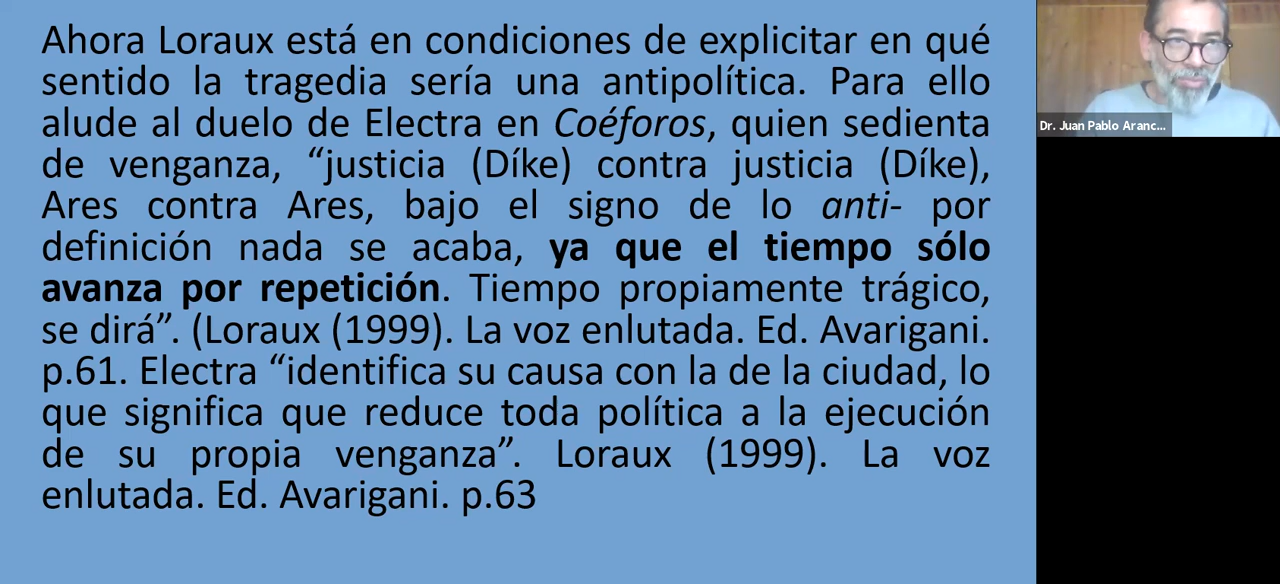 Ahora Loraux está en condiciones de explicitar en qué
sentido la tragedia sería una antipolítica. Para ello
alude al duelo de Electra en Coéforos, quien sedienta
de venganza, “justicia (Díke) contra justicia (Díke),
Ares contra Ares, bajo el signo de lo anti- por
definición nada se acaba, ya que el tiempo sólo
avanza por repetición. Tiempo propiamente trágico,
se dirá”. (Loraux (1999). La voz enlutada. Ed. Avarigani.
p.61. Electra “identifica su causa con la de la ciudad, lo
que significa que reduce toda política a la ejecución
de su propia venganza”. Loraux (1999). La voz
enlutada. Ed. Avarigani. p.63
Dr. Juan Pablo Aranc...